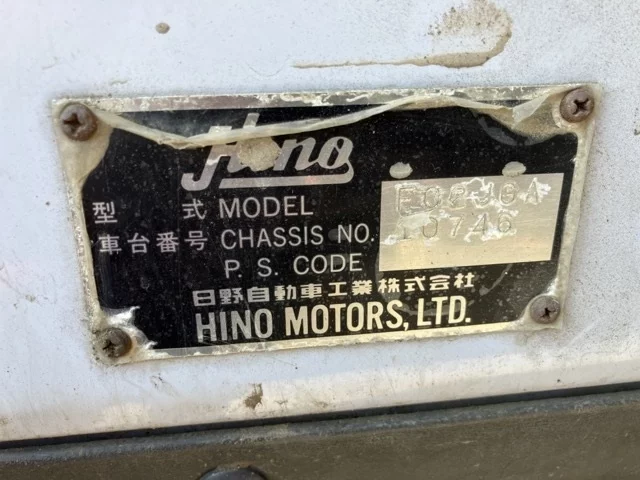 Hino
型 式 MODEL
車台番号 CHASSIS NO. 10746
P. S. CODE
日野自動車工業株式会社
HINO MOTORS, LTD.